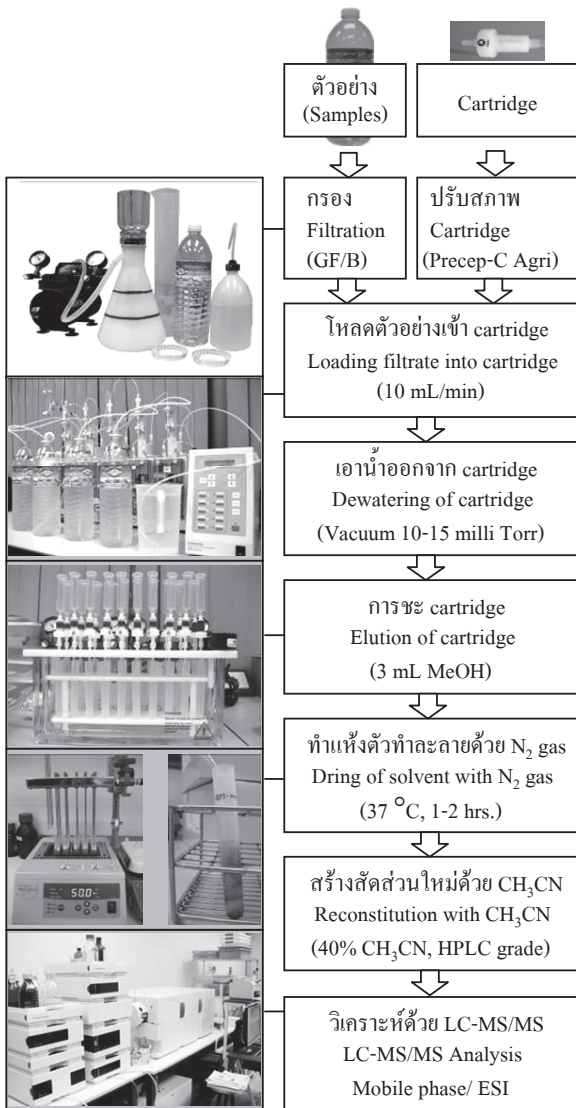 ตัวอย่าง
(Samples)
Cartridge
กรอง
Filtration
(GF/B)
ปรับสภาพ
Cartridge
(Precep-C Agri)
โหลดตัวอย่างเข้า cartridge
Loading filtrate into cartridge
(10 mL/min)
เอาน้ำออกจาก cartridge
Dewatering of cartridge
(Vacuum 10-15 milli Torr)
การชะ cartridge
Elution of cartridge
(3 mL MeOH)
ทำแห้งตัวทำละลายด้วย N₂ gas
Dring of solvent with N₂ gas
(37 °C, 1-2 hrs.)
50.0
สร้างสัดส่วนใหม่ด้วย CH₃CN
Reconstitution with CH₃CN
(40% CH₃CN, HPLC grade)
วิเคราะห์ด้วย LC-MS/MS
LC-MS/MS Analysis
Mobile phase/ ESI